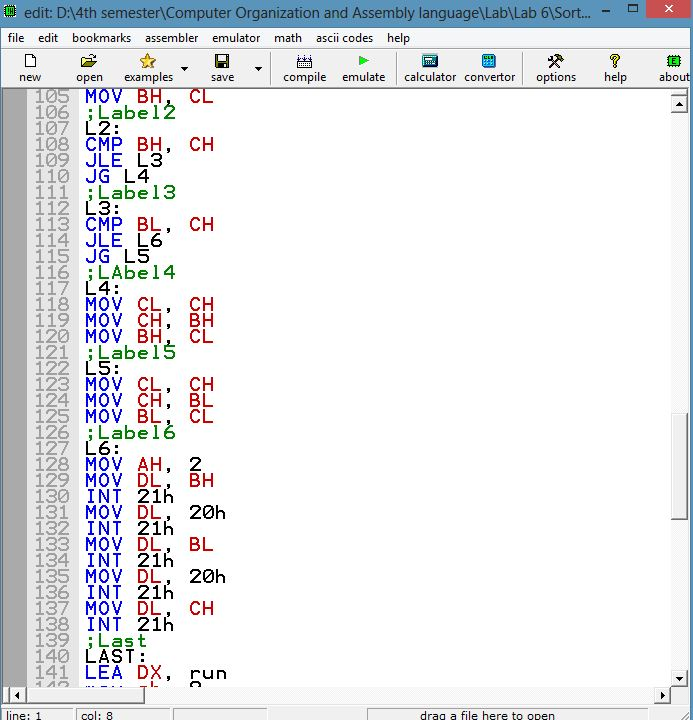 edit: D:\4th semester\Computer Organization and Assembly language\Lab\Lab 6\Sort...
file edit bookmarks assembler emulator math ascii codes help
new open examples save compile emulate calculator convertor options help about
105 MOV BH, CL
106 ;Label2
107 L2:
108 CMP BH, CH
109 JLE L3
110 JG L4
111 ;Label3
112 L3:
113 CMP BL, CH
114 JLE L6
115 JG L5
116 ;LAbel4
117 L4:
118 MOV CL, CH
119 MOV CH, BH
120 MOV BH, CL
121 ;Label5
122 L5:
123 MOV CL, CH
124 MOV CH, BL
125 MOV BL, CL
126 ;Label6
127 L6:
128 MOV AH, 2
129 MOV DL, BH
130 INT 21h
131 MOV DL, 20h
132 INT 21h
133 MOV DL, BL
134 INT 21h
135 MOV DL, 20h
136 INT 21h
137 MOV DL, CH
138 INT 21h
139 ;Last
140 LAST:
141 LEA DX, run
line: 1 col: 8 drag a file here to open